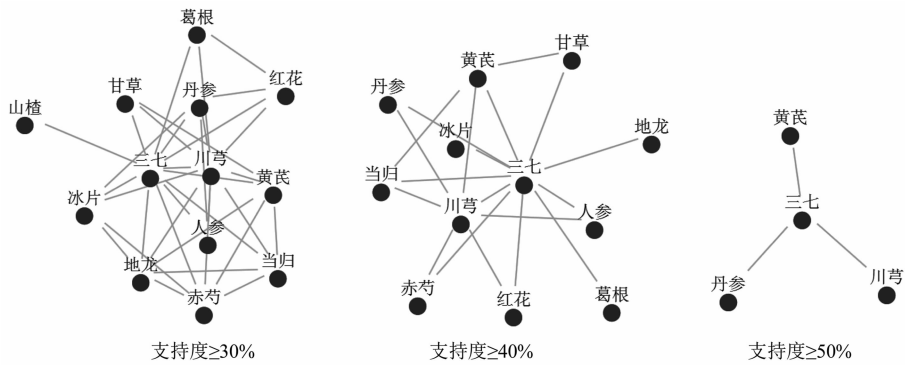 葛根
甘草
丹参
红花
山楂
三七
川芎
黄芪
冰片
人参
地龙
当归
赤芍
支持度≥30%
甘草
黄芪
丹参
冰片
地龙
三七
当归
川芎
人参
赤芍
红花
葛根
支持度≥40%
黄芪
三七
丹参
川芎
支持度≥50%